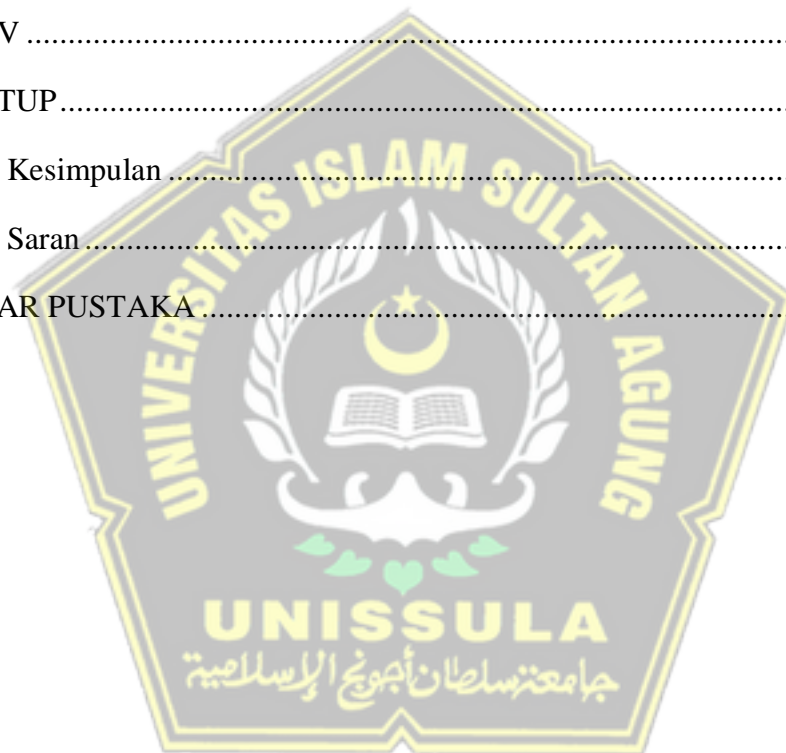 V ....................................................................................................
TUP................................................................................................
Kesimpulan ...............................................................................
Saran............................................................................................
AR PUSTAKA ...........................................................................
UNIVERSITAS ISLAM SULTAN AGUNG
UNISSULA
جامعة سلطان أجونج الإسلامية